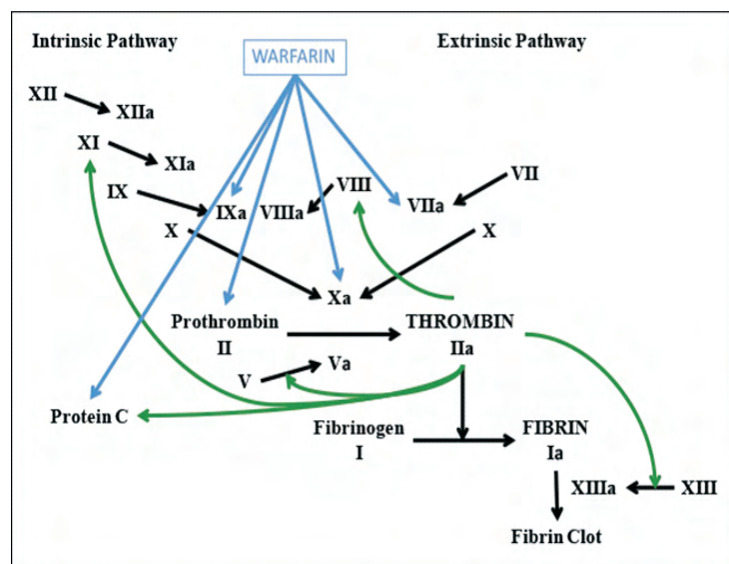 Intrinsic Pathway
Extrinsic Pathway
WARFARIN
XII
XIIa
XI
XIa
VII
VIII
IX
IXa
VIIIa
VIIa
X
X
Xa
Prothrombin
II
THROMBIN
IIa
V
Va
Protein C
Fibrinogen
I
FIBRIN
Ia
XIIIa
XIII
Fibrin Clot